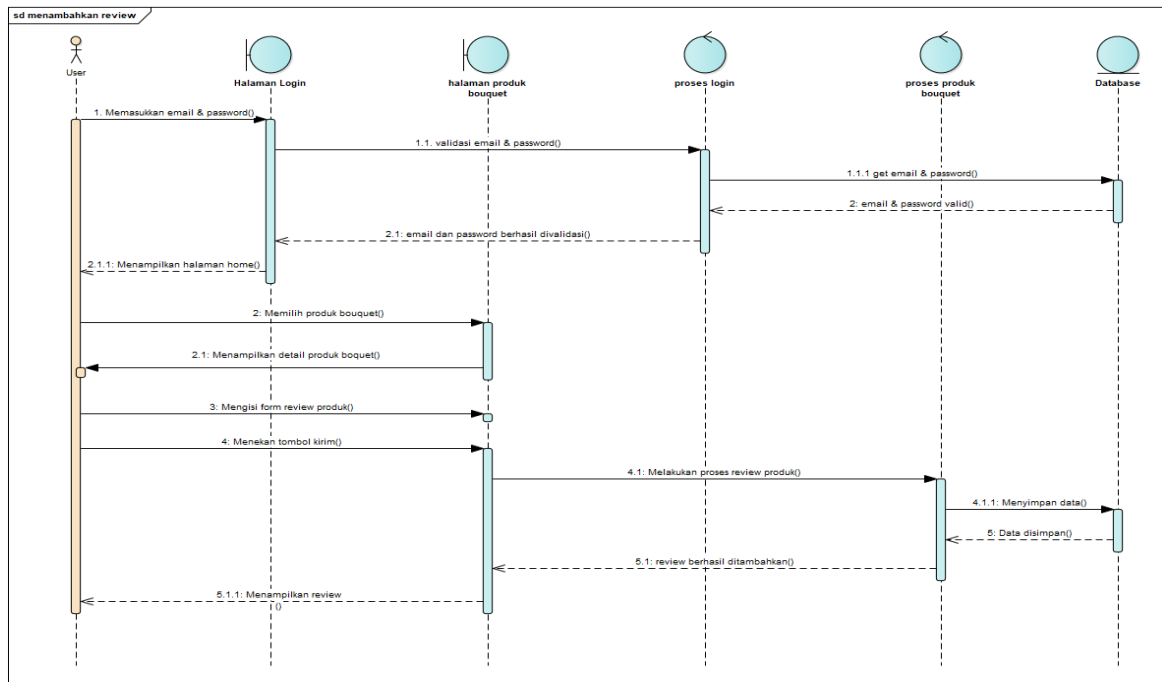 sd menambahkan review
User
Halaman Login
halaman produk
bouquet
proses login
proses produk
bouquet
Database
1. Memasukkan email & password()
1.1. validasi email & password()
1.1.1 get email & password()
2: email & password valid()
2.1: email dan password berhasil divalidasi()
2.1.1: Menampilkan halaman home()
2: Memilih produk bouquet()
2.1: Menampilkan detail produk boquet()
3: Mengisi form review produk()
4: Menekan tombol kirim()
4.1: Melakukan proses review produk()
4.1.1: Menyimpan data()
5: Data disimpan()
5.1: review berhasil ditambahkan()
5.1.1: Menampilkan review
()